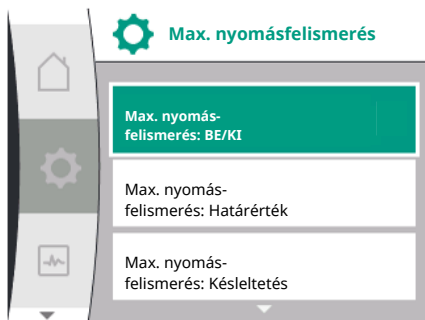 Max. nyomásfelismerés
Max. nyomás-
felismerés: BE/KI
Max. nyomás-
felismerés: Határérték
Max. nyomás-
felismerés: Késleltetés